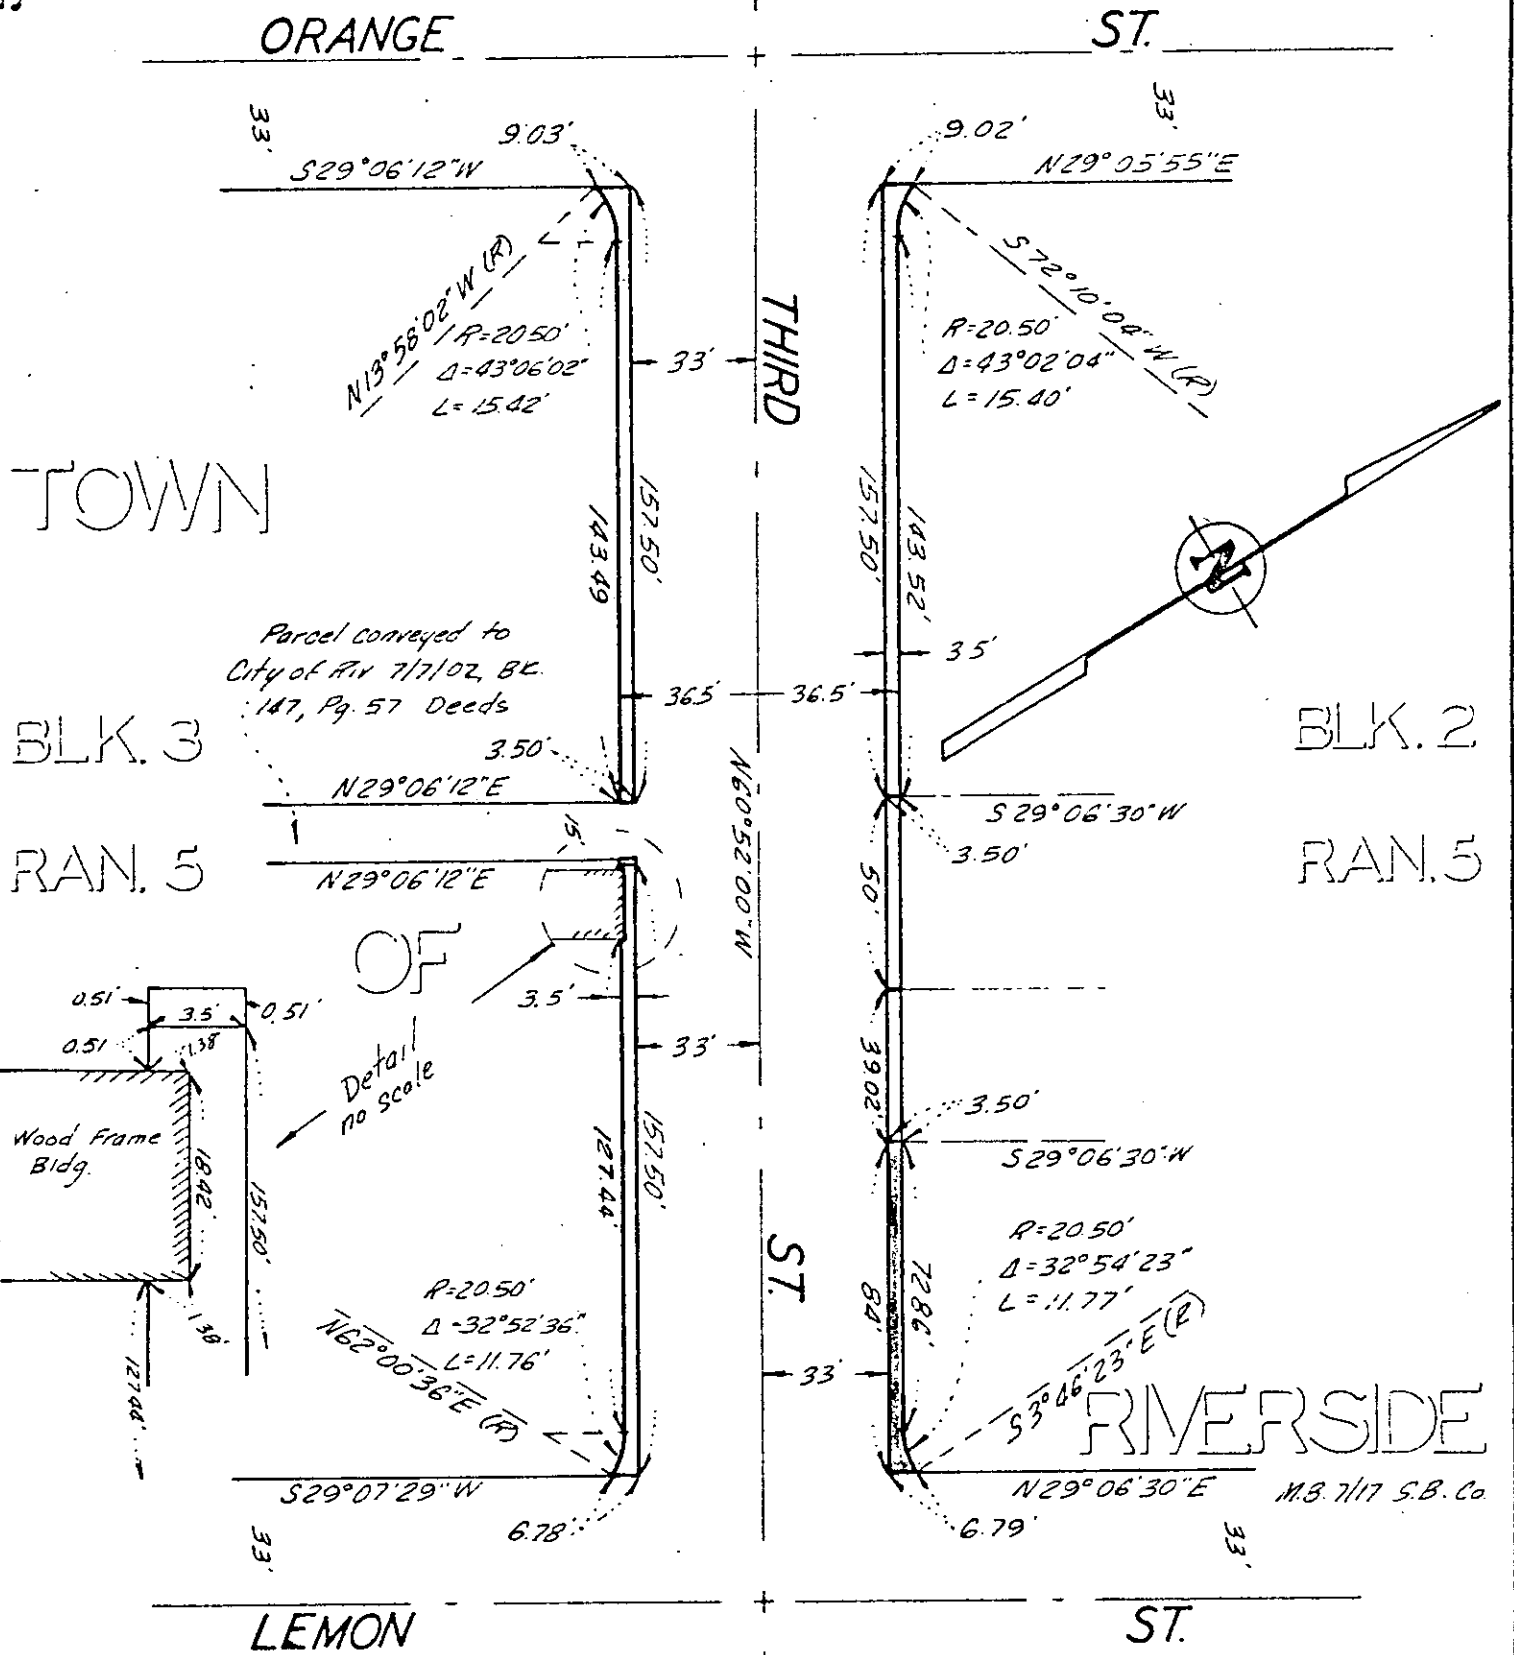 ORANGE ST.
33'
9.03'
9.02'
33'
S29°06'12"W
N29°05'55"E
N13°58'02"W (R)
R=20.50'
Δ=43°06'02"
L=15.42'
33'
THIRD
S72°10'04"W (R)
R=20.50'
Δ=43°02'04"
L=15.40'
TOWN
143.49
157.50'
157.50'
143.52'
N
Parcel conveyed to
City of Riv 7/7/02, BK.
147, Pg. 57 Deeds
3.5'
36.5'
36.5'
BLK. 3
BLK. 2
3.50'
N29°06'12"E
N60°52'00"W
S29°06'30"W
3.50'
15'
RAN. 5
RAN. 5
N29°06'12"E
50'
OF
3.5'
33'
0.51'
3.5'
0.51'
0.51
1.38'
Detail
no scale
39.02'
3.50'
Wood Frame
Bldg.
18.42'
157.50'
127.44'
157.50'
S29°06'30"W
ST.
R=20.50'
Δ=32°54'23"
L=11.77'
R=20.50'
Δ=32°52'36"
L=11.76'
N62°00'36"E (R)
1.38'
127.44'
84'
72.86'
33'
S3°46'23"E (R)
RIVERSIDE
S29°07'29"W
N29°06'30"E
M.B. 7/17 S.B. Co.
6.78'
6.79'
33'
33'
LEMON ST.